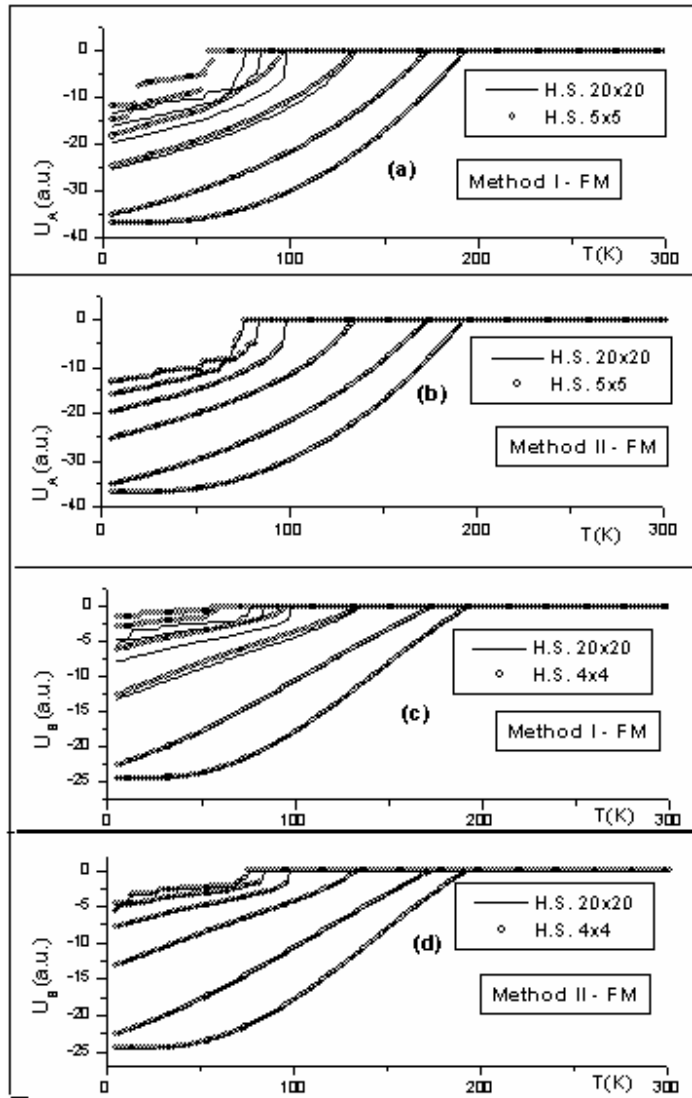 0
-10
-20
-30
-40
U_A (a.u.)
H.S. 20x20
H.S. 5x5
(a)
Method I - FM
T(K)
0
100
200
300
0
-10
-20
-30
-40
U_A (a.u.)
H.S. 20x20
H.S. 5x5
(b)
Method II - FM
T(K)
0
100
200
300
0
-5
-10
-15
-20
-25
U_B (a.u.)
H.S. 20x20
H.S. 4x4
(c)
Method I - FM
T(K)
0
100
200
300
0
-5
-10
-15
-20
-25
U_B (a.u.)
H.S. 20x20
H.S. 4x4
(d)
Method II - FM
T(K)
0
100
200
300